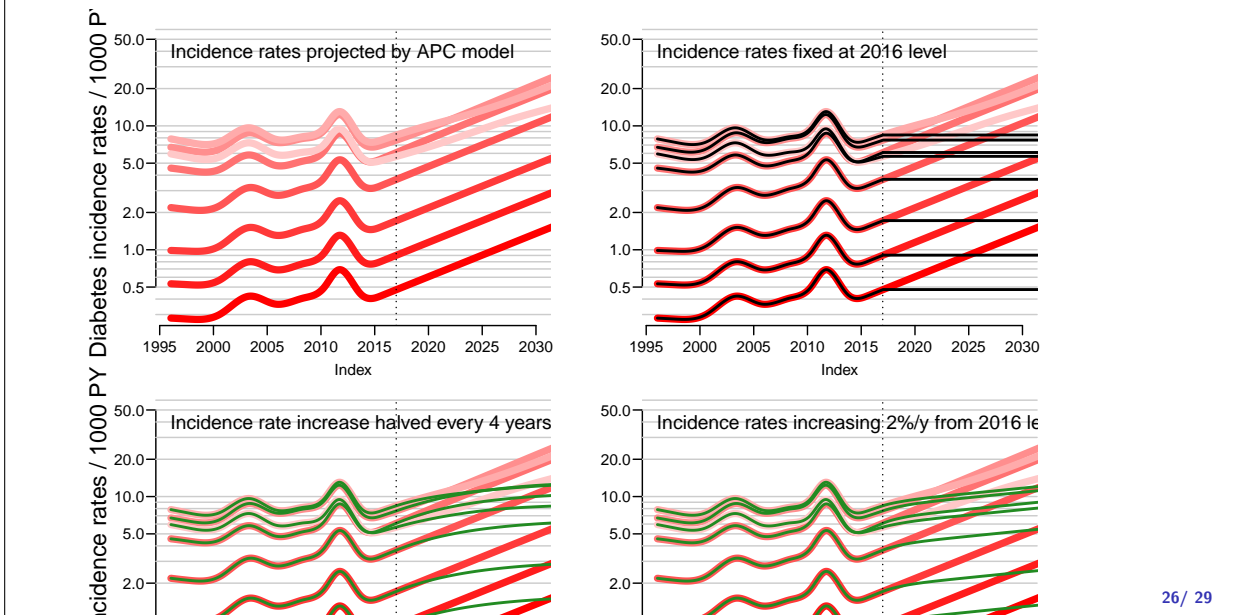 Diabetes incidence rates / 1000 PY
Incidence rates projected by APC model
50.0
20.0
10.0
5.0
2.0
1.0
0.5
1995 2000 2005 2010 2015 2020 2025 2030
Index
Incidence rates fixed at 2016 level
50.0
20.0
10.0
5.0
2.0
1.0
0.5
1995 2000 2005 2010 2015 2020 2025 2030
Index
rates / 1000 PY
Incidence rate increase halved every 4 years
50.0
20.0
10.0
5.0
2.0
Incidence rates increasing 2%/y from 2016 le
50.0
20.0
10.0
5.0
2.0
26/ 29